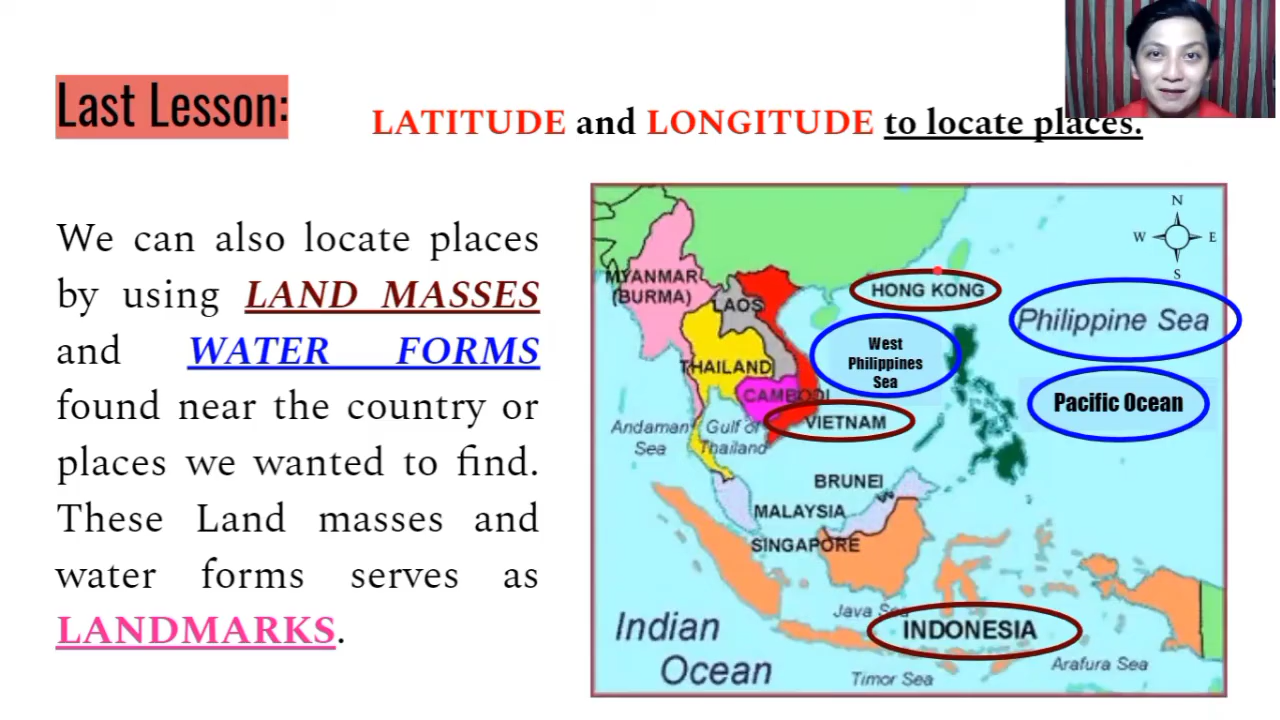 Last Lesson:
LATITUDE and LONGITUDE to locate places.
We can also locate places
by using LAND MASSES
and WATER FORMS
found near the country or
places we wanted to find.
These Land masses and
water forms serves as
LANDMARKS.
N
W E
S
MYANMAR
(BURMA)
LAOS
HONG KONG
Philippine Sea
West
Philippines
Sea
THAILAND
CAMBODI
Pacific Ocean
VIETNAM
Andaman
Sea
Gulf of
Thailand
BRUNEI
MALAYSIA
SINGAPORE
Java Sea
INDONESIA
Indian
Ocean
Timor Sea
Arafura Sea